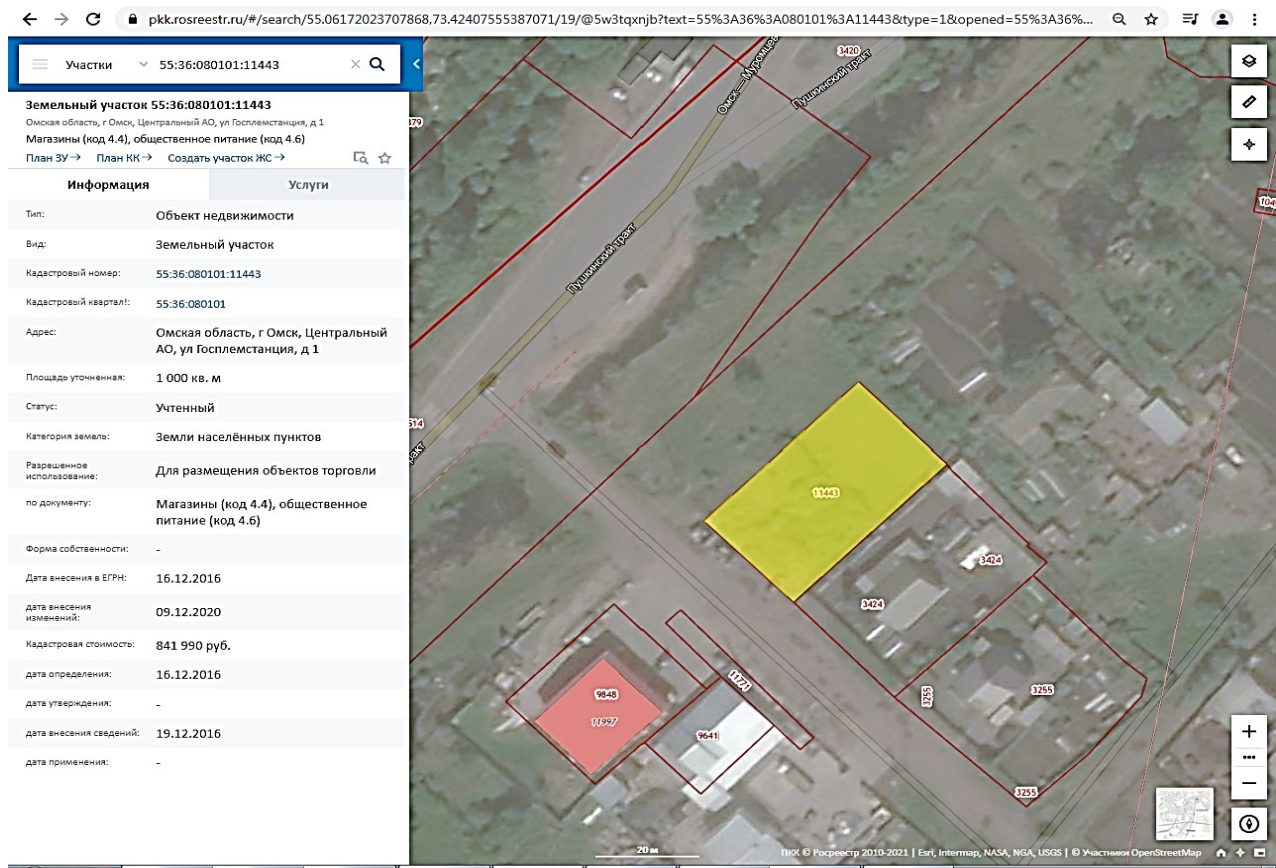 pkk.rosreestr.ru/#/search/55.06172023707868,73.42407555387071/19/@5w3tqxnjb?text=55%3A36%3A080101%3A11443&type=1&opened=55%3A36%...
Участки
55:36:080101:11443
Земельный участок 55:36:080101:11443
Омская область, г Омск, Центральный АО, ул Госплемстанция, д 1
Магазины (код 4.4), общественное питание (код 4.6)
План ЗУ → План КК → Создать участок ЖС →
Информация Услуги
Тип: Объект недвижимости
Вид: Земельный участок
Кадастровый номер: 55:36:080101:11443
Кадастровый квартал!: 55:36:080101
Адрес: Омская область, г Омск, Центральный
АО, ул Госплемстанция, д 1
Площадь уточненная: 1 000 кв. м
Статус: Учтенный
Категория земель: Земли населённых пунктов
Разрешенное
использование: Для размещения объектов торговли
по документу: Магазины (код 4.4), общественное
питание (код 4.6)
Форма собственности: -
Дата внесения в ЕГРН: 16.12.2016
дата внесения
изменений: 09.12.2020
Кадастровая стоимость: 841 990 руб.
дата определения: 16.12.2016
дата утверждения: -
дата внесения сведений: 19.12.2016
дата применения: -
3420
Омск — Муромцево
Пушкинский тракт
379
Пушкинский тракт
514
тракт
11443
3424
3424
3255
3255
3255
11771
9848
11997
9641
20 м
ПКК © Росреестр 2010-2021 | Esri, Intermap, NASA, NGA, USGS | © Участники OpenStreetMap